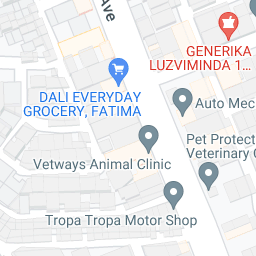 Ave
GENERIKA
LUZVIMINDA 1...
DALI EVERYDAY
GROCERY, FATIMA
Auto Mec
Pet Protect
Veterinary C
Vetways Animal Clinic
Tropa Tropa Motor Shop